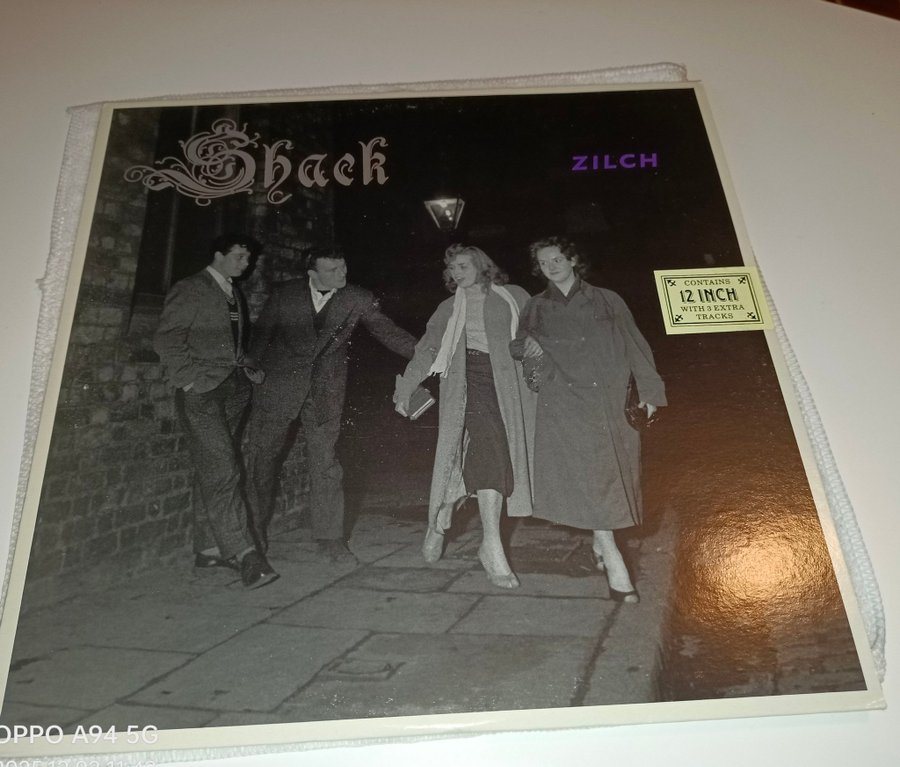 Shack
ZILCH
CONTAINS
12 INCH
WITH 3 EXTRA
TRACKS
OPPO A94 5G